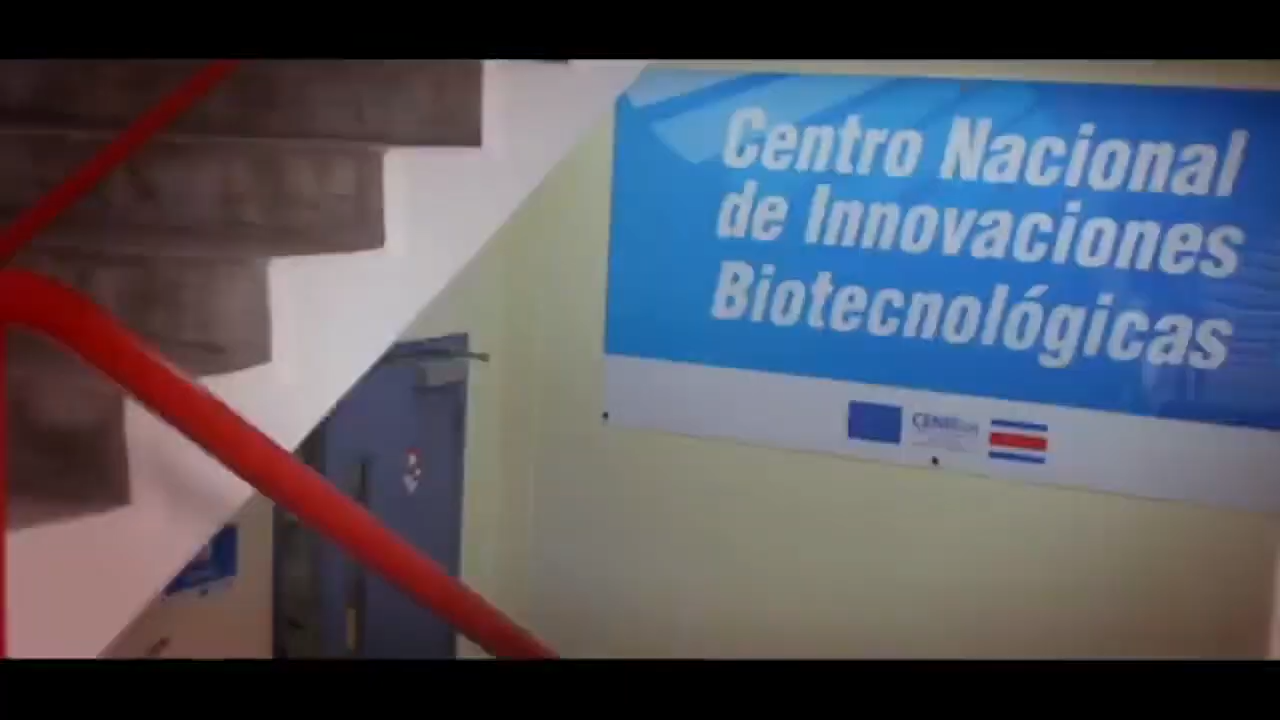 Centro Nacional
de Innovaciones
Biotecnológicas